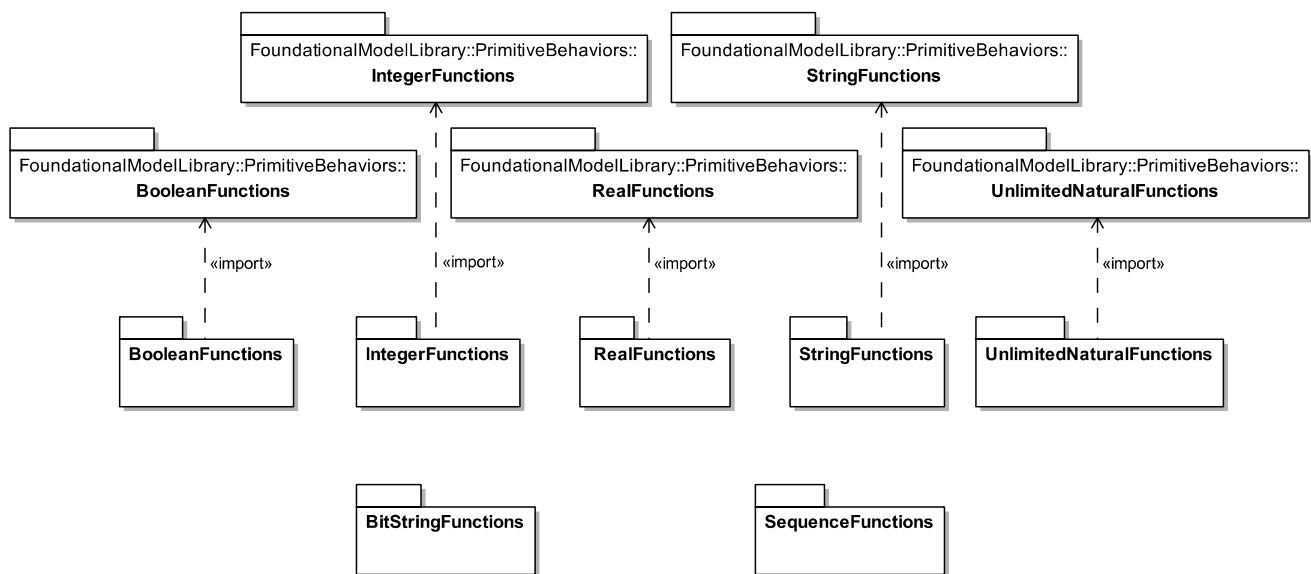 FoundationalModelLibrary::PrimitiveBehaviors::
IntegerFunctions
FoundationalModelLibrary::PrimitiveBehaviors::
StringFunctions
FoundationalModelLibrary::PrimitiveBehaviors::
BooleanFunctions
FoundationalModelLibrary::PrimitiveBehaviors::
RealFunctions
FoundationalModelLibrary::PrimitiveBehaviors::
UnlimitedNaturalFunctions
«import»
«import»
«import»
«import»
«import»
BooleanFunctions
IntegerFunctions
RealFunctions
StringFunctions
UnlimitedNaturalFunctions
BitStringFunctions
SequenceFunctions